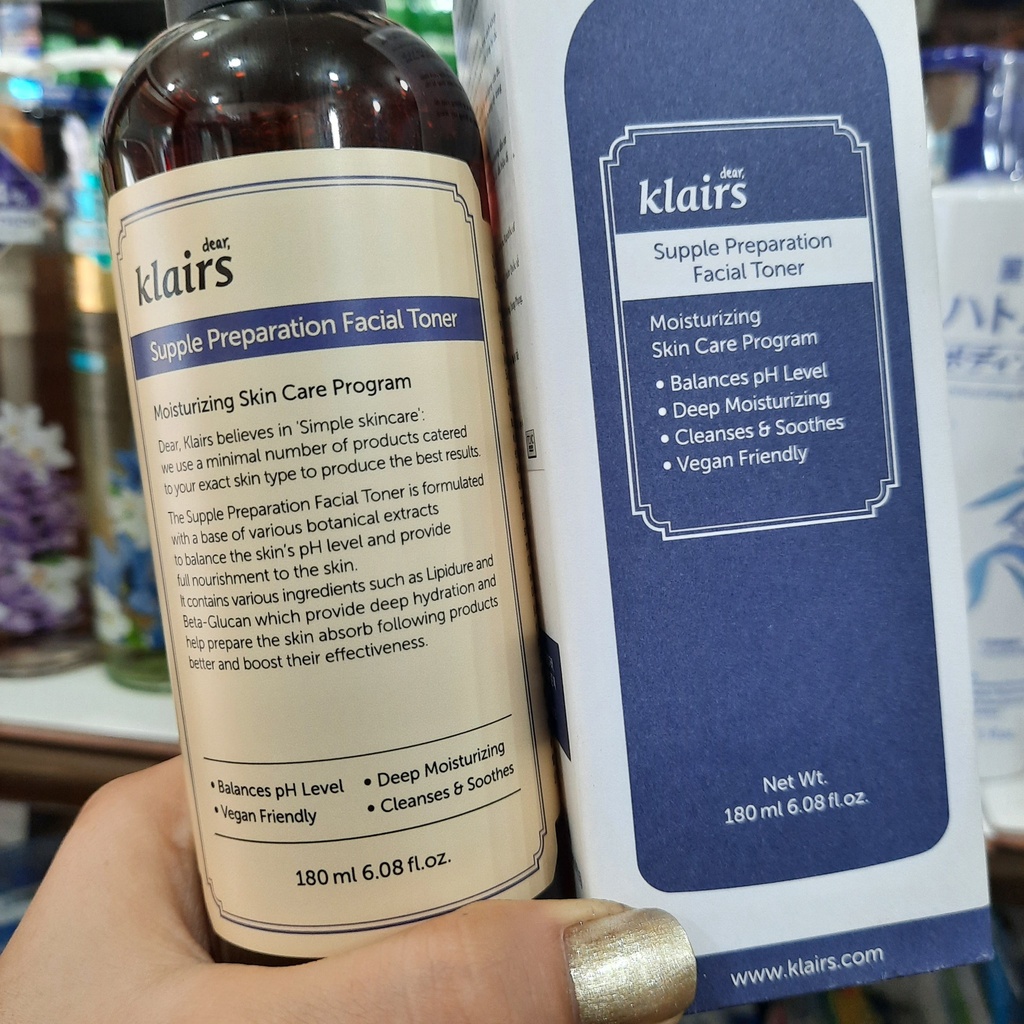 dear,
klairs
Supple Preparation Facial Toner
Moisturizing Skin Care Program
Dear, Klairs believes in 'Simple skincare':
we use a minimal number of products catered
to your exact skin type to produce the best results.
The Supple Preparation Facial Toner is formulated
with a base of various botanical extracts
to balance the skin's pH level and provide
full nourishment to the skin.
It contains various ingredients such as Lipidure and
Beta-Glucan which provide deep hydration and
help prepare the skin absorb following products
better and boost their effectiveness.
• Balances pH Level
• Deep Moisturizing
• Vegan Friendly
• Cleanses & Soothes
180 ml 6.08 fl.oz.
dear,
klairs
Supple Preparation
Facial Toner
Moisturizing
Skin Care Program
• Balances pH Level
• Deep Moisturizing
• Cleanses & Soothes
• Vegan Friendly
Net Wt.
180 ml 6.08 fl.oz.
www.klairs.com